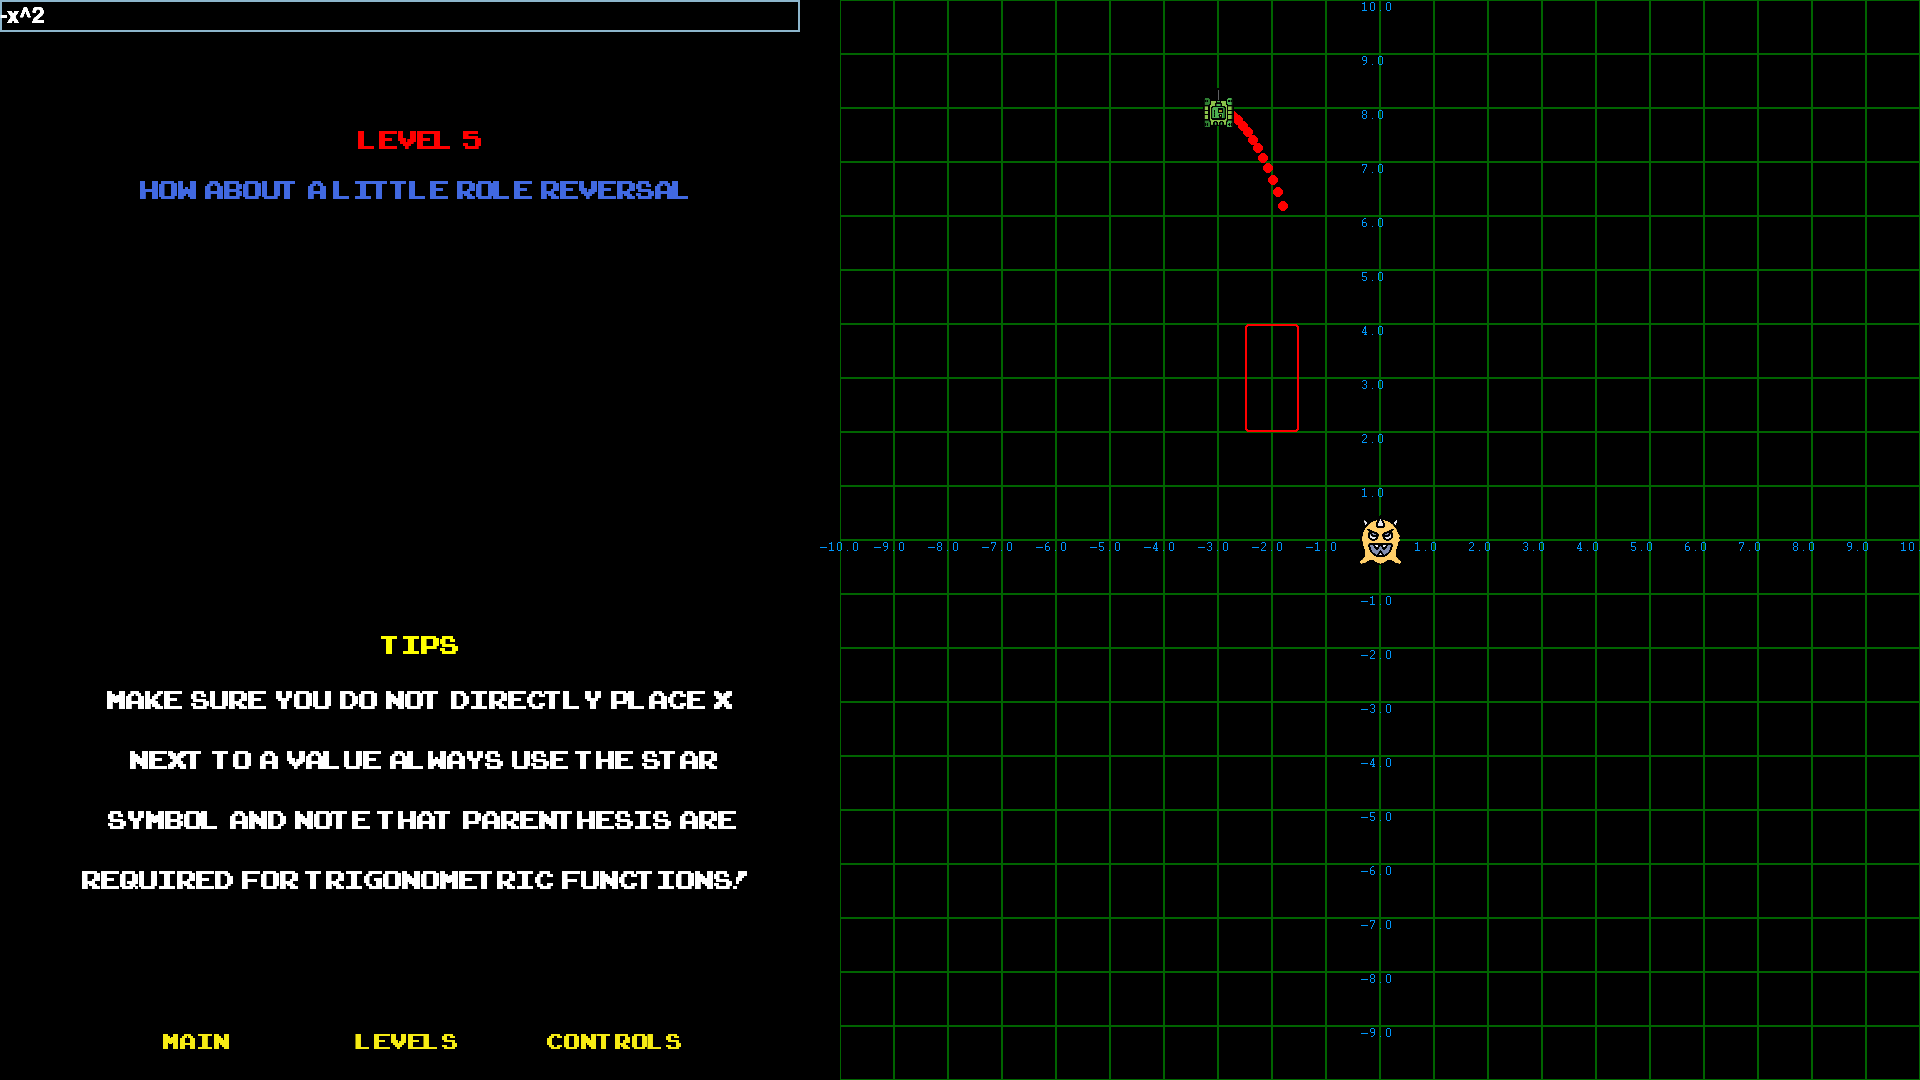 -x^2
LEVEL 5
HOW ABOUT A LITTLE ROLE REVERSAL
TIPS
MAKE SURE YOU DO NOT DIRECTLY PLACE X
NEXT TO A VALUE ALWAYS USE THE STAR
SYMBOL AND NOTE THAT PARENTHESIS ARE
REQUIRED FOR TRIGONOMETRIC FUNCTIONS!
MAIN LEVELS CONTROLS
10.0
9.0
8.0
7.0
6.0
5.0
4.0
3.0
2.0
1.0
-10.0 -9.0 -8.0 -7.0 -6.0 -5.0 -4.0 -3.0 -2.0 -1.0 1.0 2.0 3.0 4.0 5.0 6.0 7.0 8.0 9.0 10.
-1.0
-2.0
-3.0
-4.0
-5.0
-6.0
-7.0
-8.0
-9.0